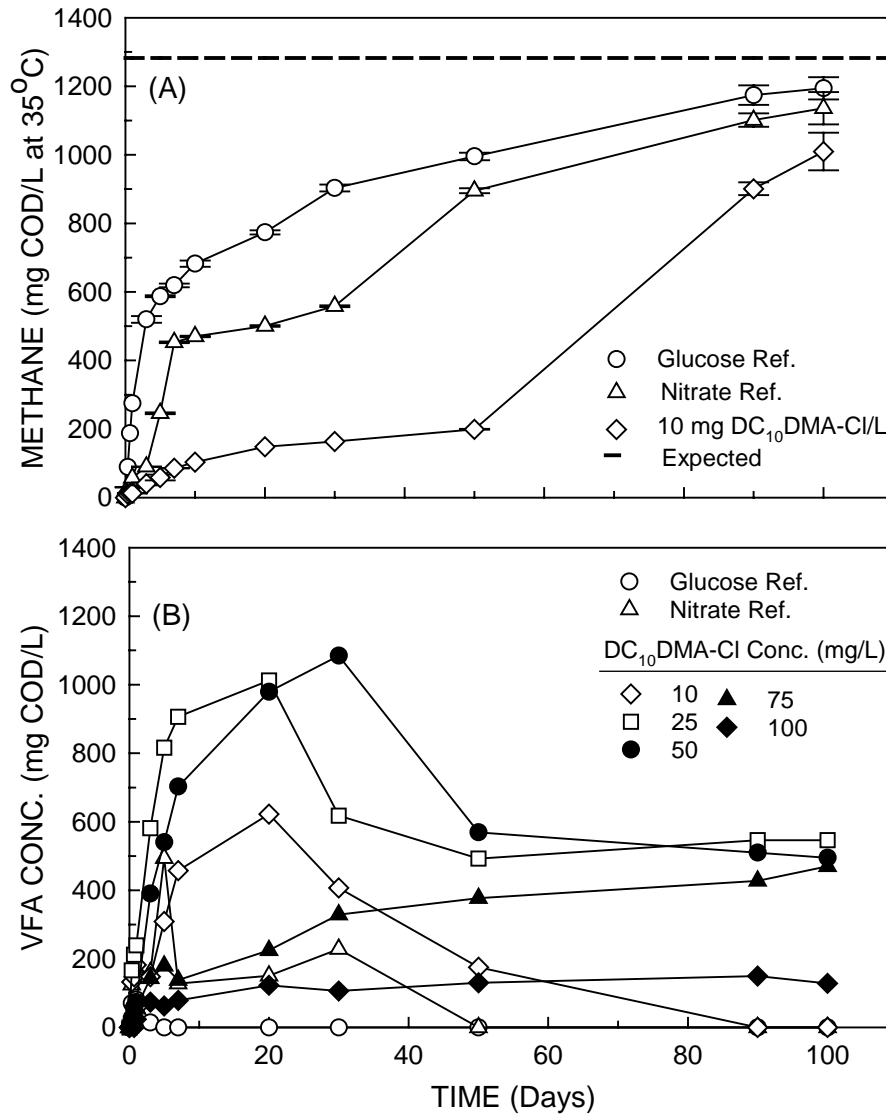 1400
1200
1000
800
600
400
200
0
METHANE (mg COD/L at 35°C)
(A)
Glucose Ref.
Nitrate Ref.
10 mg DC10DMA-Cl/L
Expected
1400
1200
1000
800
600
400
200
0
VFA CONC. (mg COD/L)
(B)
Glucose Ref.
Nitrate Ref.
DC10DMA-Cl Conc. (mg/L)
10 75
25 100
50
0 20 40 60 80 100
TIME (Days)